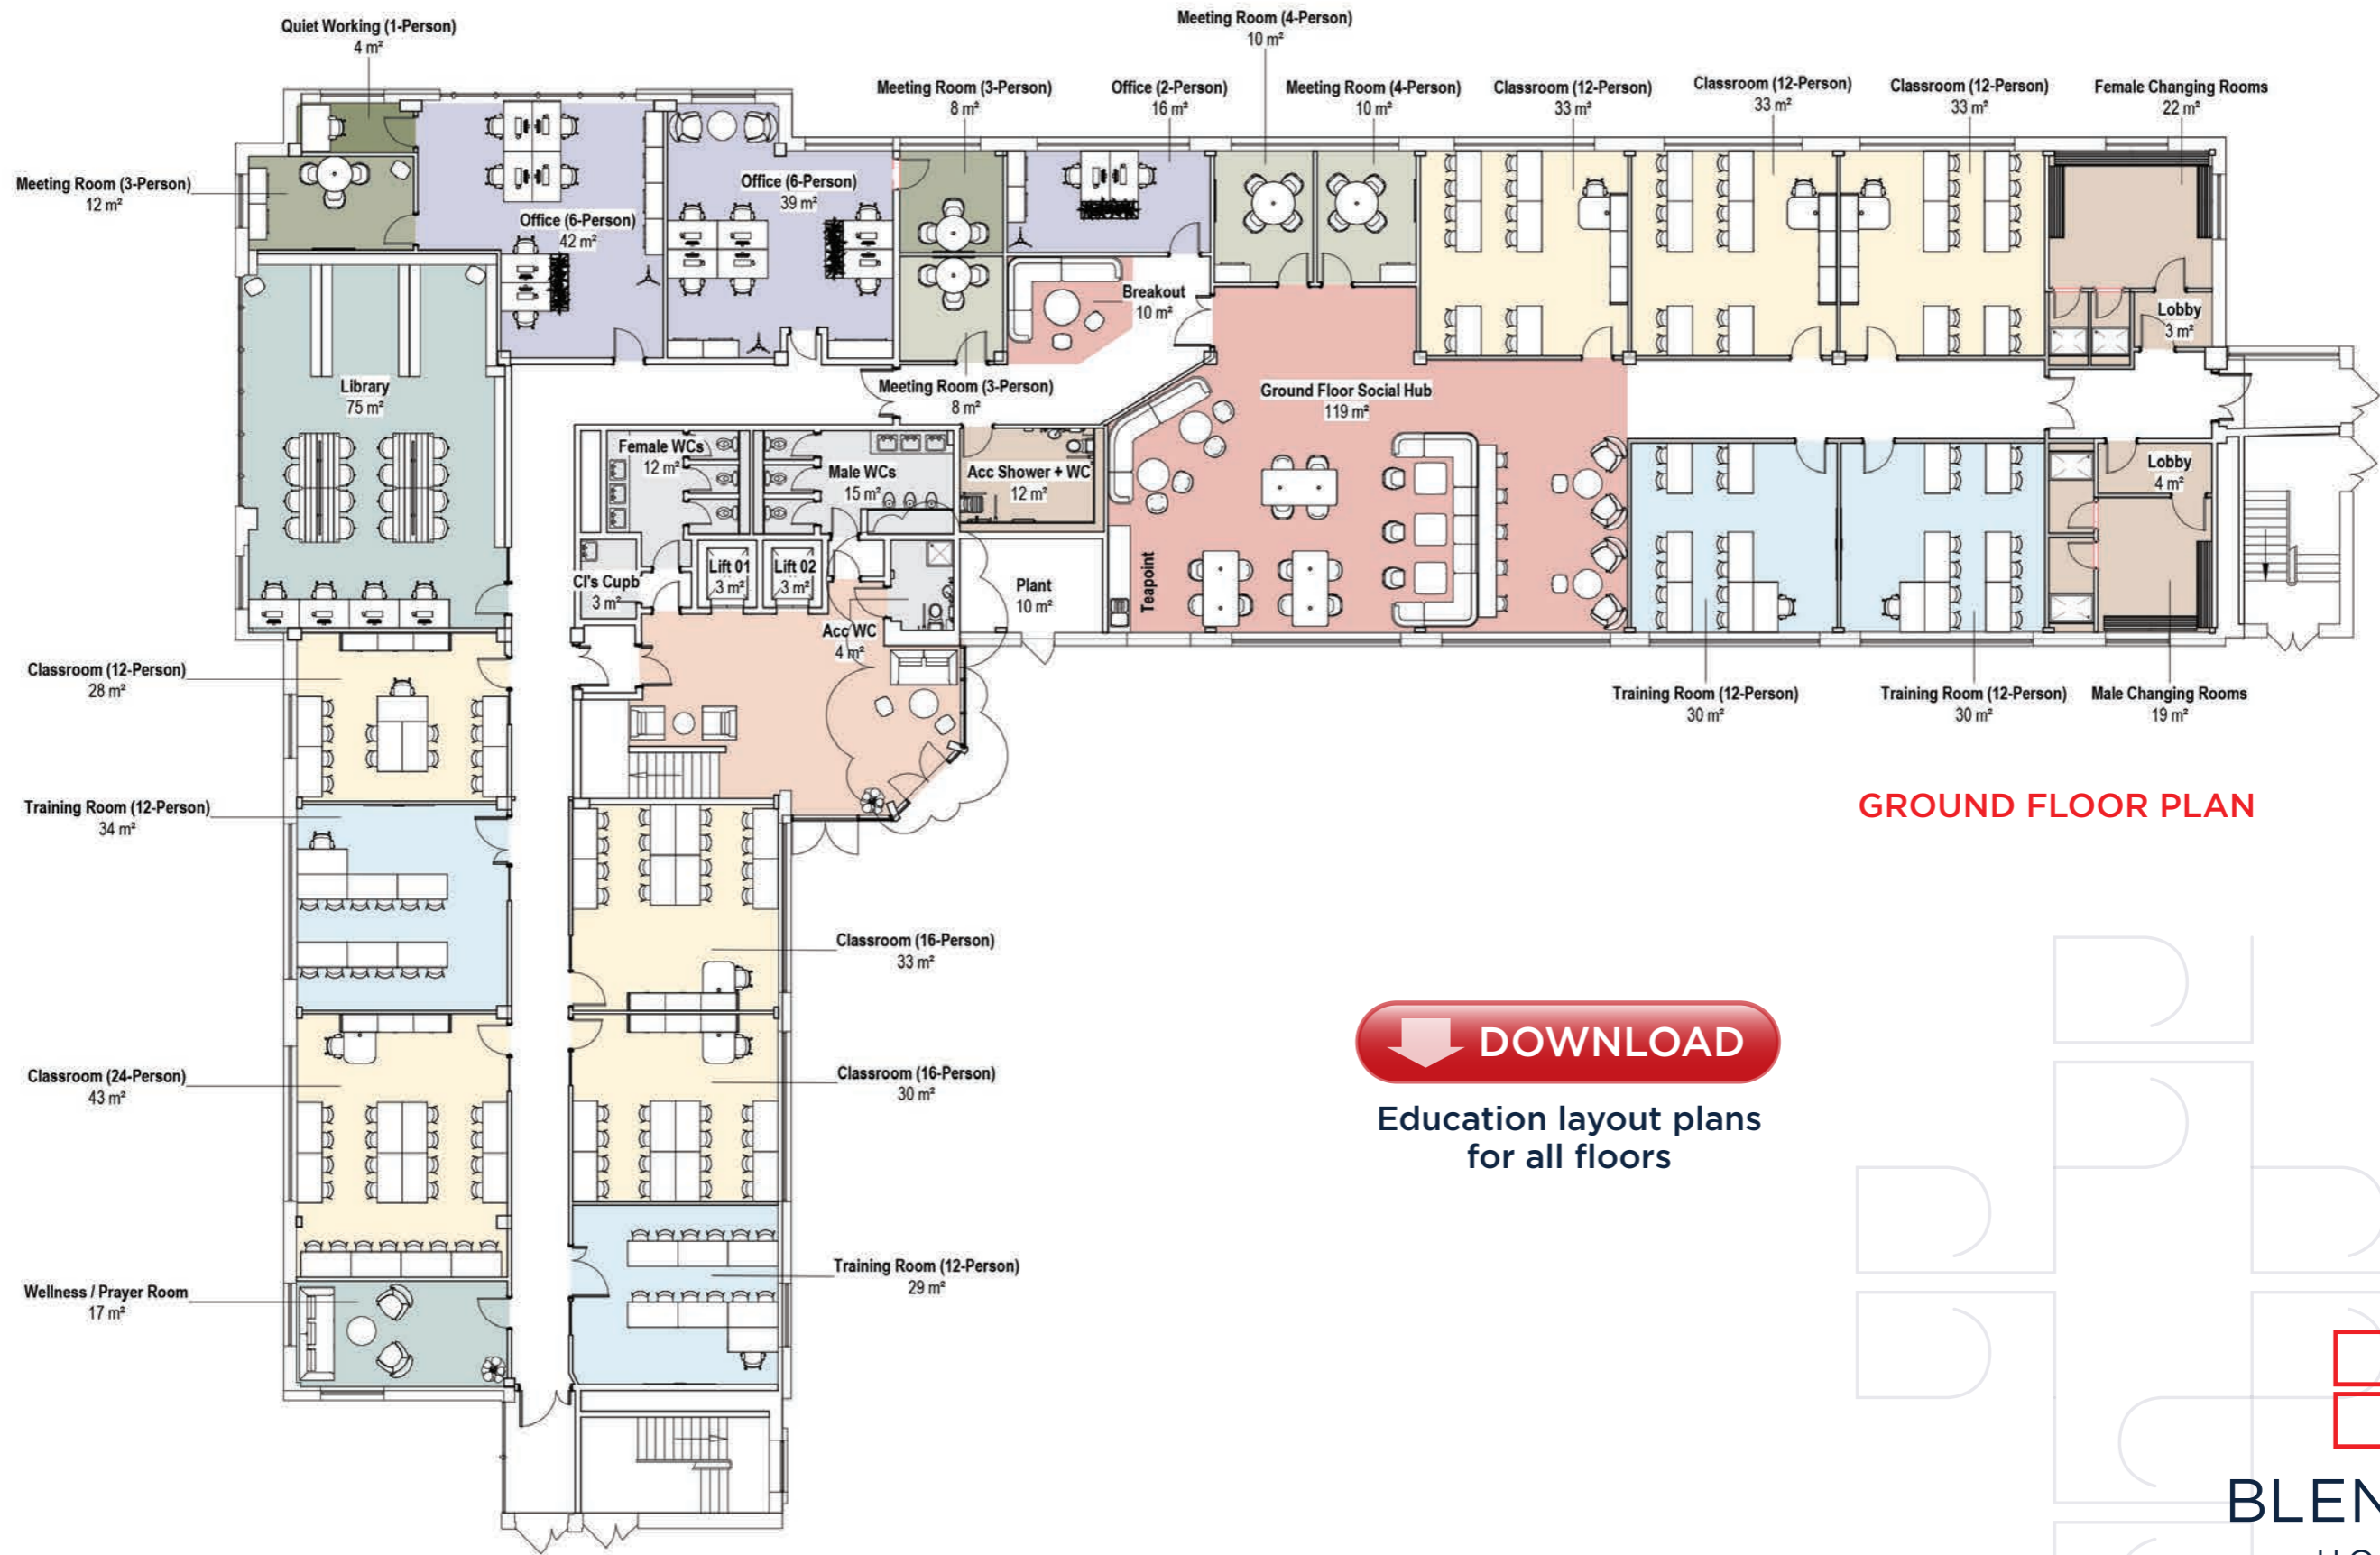 Quiet Working (1-Person)
4 m²
Meeting Room (4-Person)
10 m²
Meeting Room (3-Person)
8 m²
Office (2-Person)
16 m²
Meeting Room (4-Person)
10 m²
Classroom (12-Person)
33 m²
Classroom (12-Person)
33 m²
Classroom (12-Person)
33 m²
Female Changing Rooms
22 m²
Meeting Room (3-Person)
12 m²
Office (6-Person)
42 m²
Office (6-Person)
39 m²
Breakout
10 m²
Lobby
3 m²
Library
75 m²
Meeting Room (3-Person)
8 m²
Ground Floor Social Hub
119 m²
Female WCs
12 m²
Male WCs
15 m²
Acc Shower + WC
12 m²
Lobby
4 m²
Cl's Cupb
3 m²
Lift 01
3 m²
Lift 02
3 m²
Plant
10 m²
Teapoint
Acc WC
4 m²
Classroom (12-Person)
28 m²
Training Room (12-Person)
30 m²
Training Room (12-Person)
30 m²
Male Changing Rooms
19 m²
Training Room (12-Person)
34 m²
GROUND FLOOR PLAN
Classroom (16-Person)
33 m²
DOWNLOAD
Education layout plans
for all floors
Classroom (24-Person)
43 m²
Classroom (16-Person)
30 m²
Training Room (12-Person)
29 m²
Wellness / Prayer Room
17 m²
BLEN